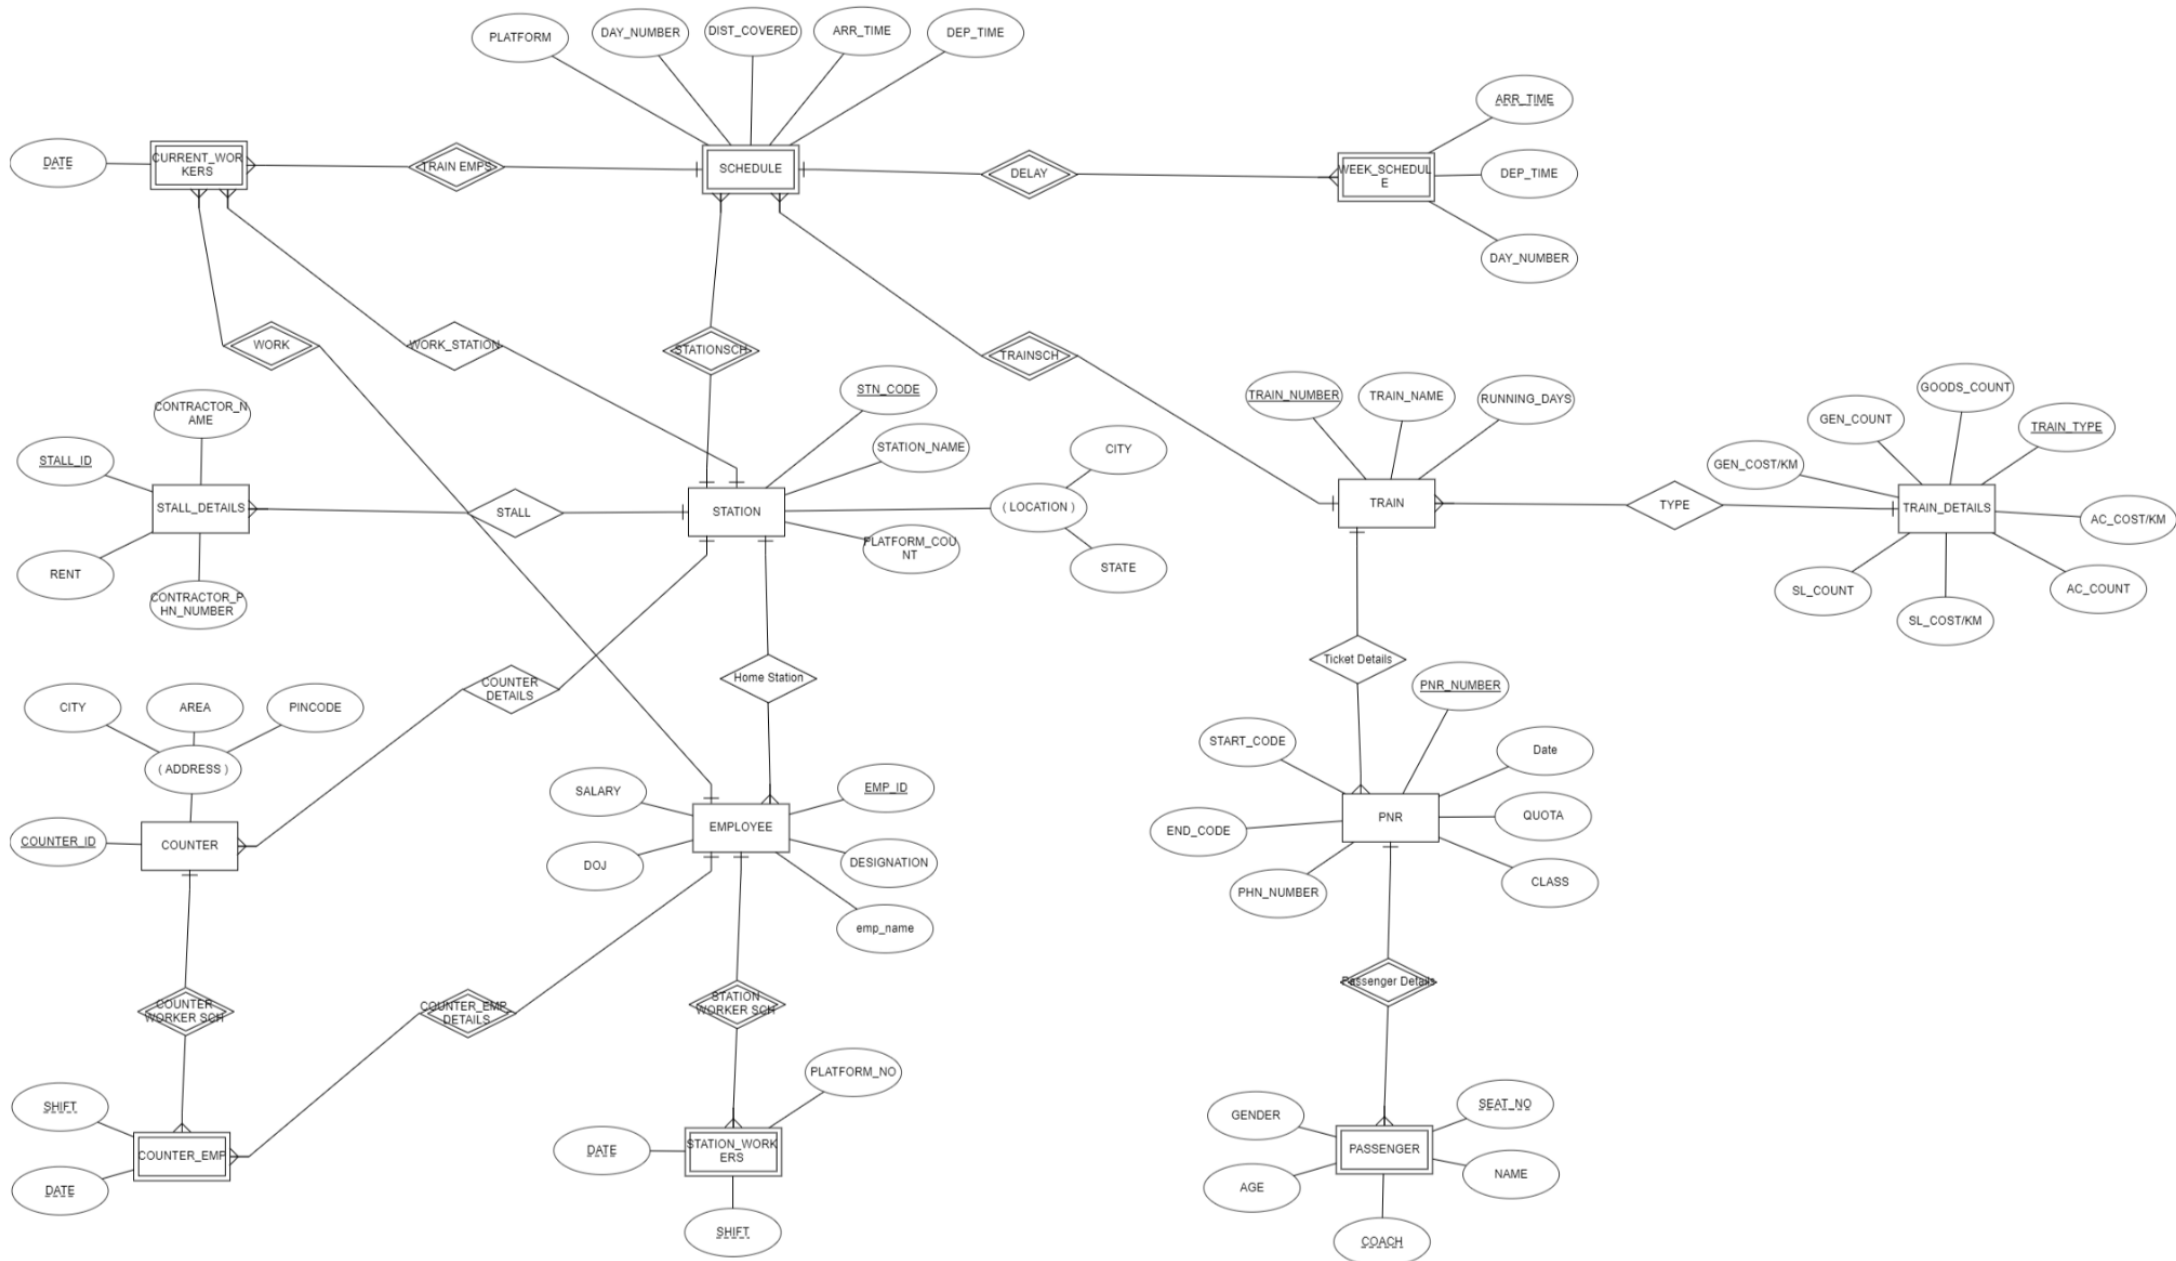 PLATFORM
DAY_NUMBER
DIST_COVERED
ARR_TIME
DEP_TIME
ARR_TIME
DATE
CURRENT_WOR
KERS
TRAIN EMPS
SCHEDULE
DELAY
WEEK_SCHEDUL
E
DEP_TIME
DAY_NUMBER
WORK
WORK_STATION
STATIONSCH
TRAINSCH
CONTRACTOR_N
AME
STN_CODE
TRAIN_NUMBER
TRAIN_NAME
RUNNING_DAYS
GOODS_COUNT
GEN_COUNT
TRAIN_TYPE
STALL_ID
STATION_NAME
CITY
GEN_COST/KM
STALL_DETAILS
STALL
STATION
( LOCATION )
TRAIN
TYPE
TRAIN_DETAILS
AC_COST/KM
PLATFORM_COU
NT
RENT
STATE
CONTRACTOR_P
HN_NUMBER
SL_COUNT
SL_COST/KM
AC_COUNT
COUNTER
DETAILS
Home Station
Ticket Details
PNR_NUMBER
CITY
AREA
PINCODE
( ADDRESS )
START_CODE
Date
SALARY
EMP_ID
COUNTER_ID
COUNTER
EMPLOYEE
END_CODE
PNR
QUOTA
DOJ
DESIGNATION
PHN_NUMBER
CLASS
emp_name
COUNTER
WORKER SCH
COUNTER_EMP
DETAILS
STATION
WORKER SCH
Passenger Details
PLATFORM_NO
SHIFT
GENDER
SEAT_NO
COUNTER_EMP
DATE
STATION_WORK
ERS
PASSENGER
DATE
AGE
NAME
SHIFT
COACH